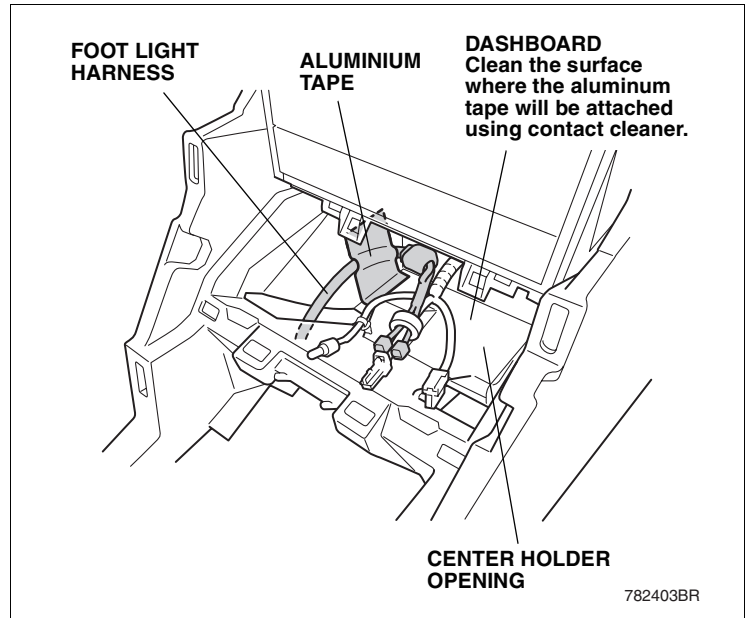 FOOT LIGHT
HARNESS
ALUMINIUM
TAPE
DASHBOARD
Clean the surface
where the aluminum
tape will be attached
using contact cleaner.
CENTER HOLDER
OPENING
782403BR